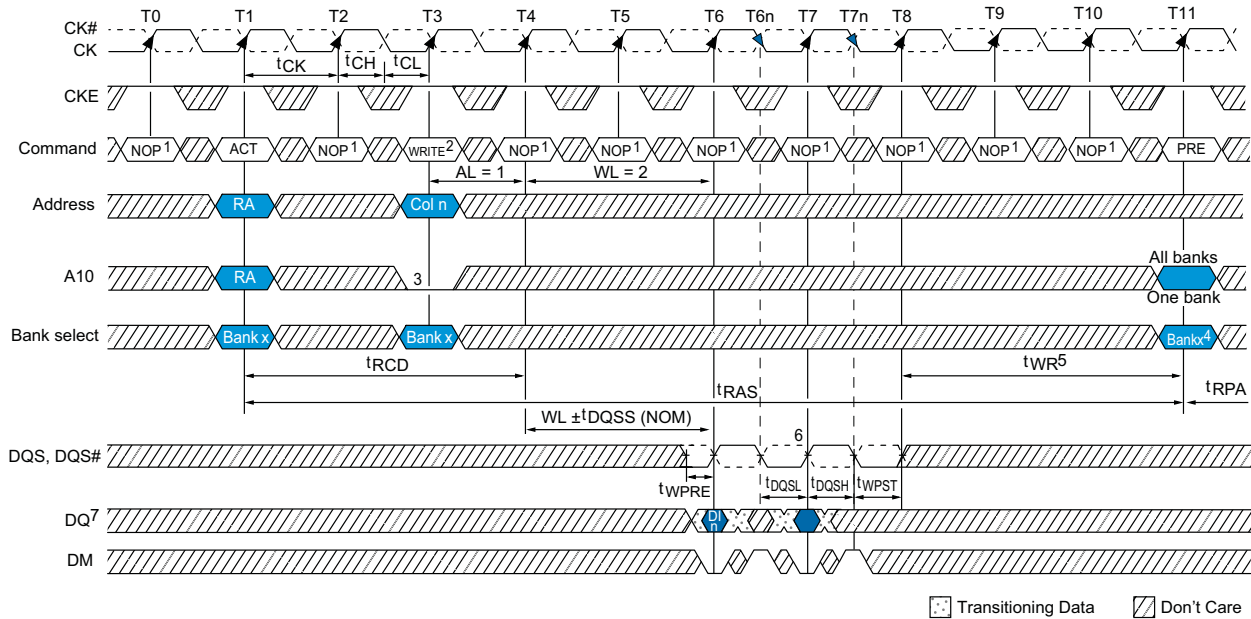 T0 T1 T2 T3 T4 T5 T6 T6n T7 T7n T8 T9 T10 T11
CK#
CK
tCK tCH tCL
CKE
Command NOP1 ACT NOP1 WRITE2 NOP1 NOP1 NOP1 NOP1 NOP1 NOP1 NOP1 PRE
AL = 1 WL = 2
Address RA Col n
All banks
A10 RA 3
One bank
Bank select Bank x Bank x Bankx4
tRCD tWR5
tRAS tRPA
WL ±tDQSS (NOM)
6
DQS, DQS#
tWPRE tDQSL tDQSH tWPST
DQ7 DI n
DM
Transitioning Data Don't Care